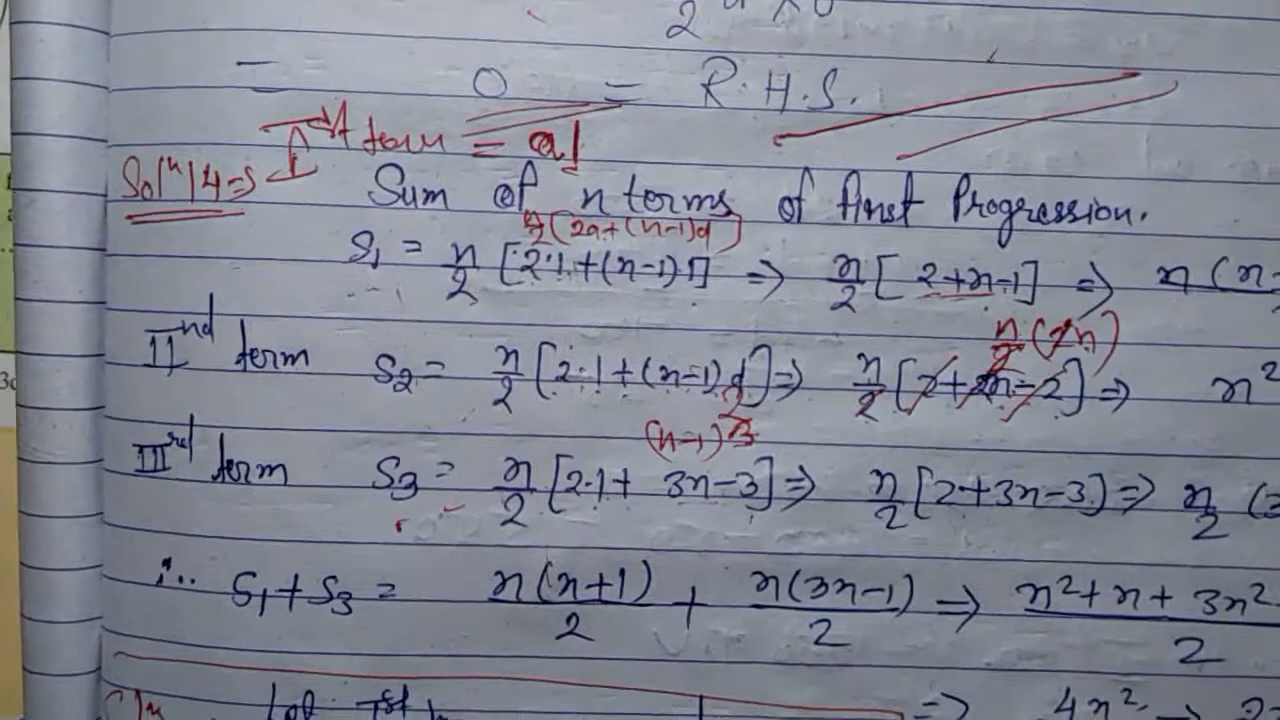 0 = R.H.S.
Ist term = a
Sol(n) 4 ⇒
Sum of n terms of first Progression.
n/2 [2a+(n-1)d]
S₁ = n/2 [2·1 + (n-1)·1] ⇒ n/2 [2+n-1] ⇒ n(n
n/2 (2n)
IInd term S₂ = n/2 [2·1 + (n-1)d] ⇒ n/2 [2+2n-2] ⇒ n²
2
(n-1)3
IIIrd term S₃ = n/2 [2·1 + 3n-3] ⇒ n/2 [2+3n-3] ⇒ n/2 (3
∴ S₁+S₃ = n(n+1)/2 + n(3n-1)/2 ⇒ n²+n+3n²/2
⇒ 4n²